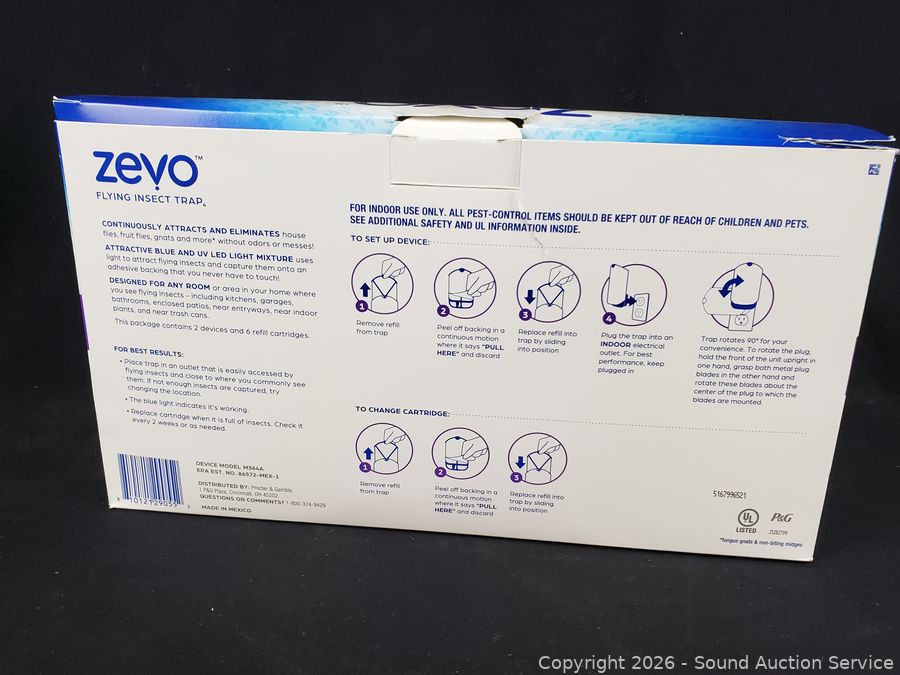 zevo™
FLYING INSECT TRAP.
CONTINUOUSLY ATTRACTS AND ELIMINATES house
flies, fruit flies, gnats and more* without odors or messes!
ATTRACTIVE BLUE AND UV LED LIGHT MIXTURE uses
light to attract flying insects and capture them onto an
adhesive backing that you never have to touch!
DESIGNED FOR ANY ROOM or area in your home where
you see flying insects - including kitchens, garages,
bathrooms, enclosed patios, near entryways, near indoor
plants, and near trash cans.
This package contains 2 devices and 6 refill cartridges.
FOR BEST RESULTS:
• Place trap in an outlet that is easily accessed by
flying insects and close to where you commonly see
them. If not enough insects are captured, try
changing the location.
• The blue light indicates it's working.
• Replace cartridge when it is full of insects. Check it
every 2 weeks or as needed.
DEVICE MODEL M364A
EPA EST. NO. 86572-MEX-1
DISTRIBUTED BY: Procter & Gamble,
1 P&G Plaza, Cincinnati, OH 45202
QUESTIONS OR COMMENTS? 1-800-374-9429
MADE IN MEXICO
FOR INDOOR USE ONLY. ALL PEST-CONTROL ITEMS SHOULD BE KEPT OUT OF REACH OF CHILDREN AND PETS.
SEE ADDITIONAL SAFETY AND UL INFORMATION INSIDE.
TO SET UP DEVICE:
1
Remove refill
from trap
2
Peel off backing in a
continuous motion
where it says "PULL
HERE" and discard
3
Replace refill into
trap by sliding
into position
4
Plug the trap into an
INDOOR electrical
outlet. For best
performance, keep
plugged in
Trap rotates 90° for your
convenience. To rotate the plug,
hold the front of the unit upright in
one hand, grasp both metal plug
blades in the other hand and
rotate these blades about the
center of the plug to which the
blades are mounted.
TO CHANGE CARTRIDGE:
1
Remove refill
from trap
2
Peel off backing in a
continuous motion
where it says "PULL
HERE" and discard
3
Replace refill into
trap by sliding
into position
5167996521
UL
LISTED
P&G
*fungus gnats & non-biting midges
Copyright 2026 - Sound Auction Service